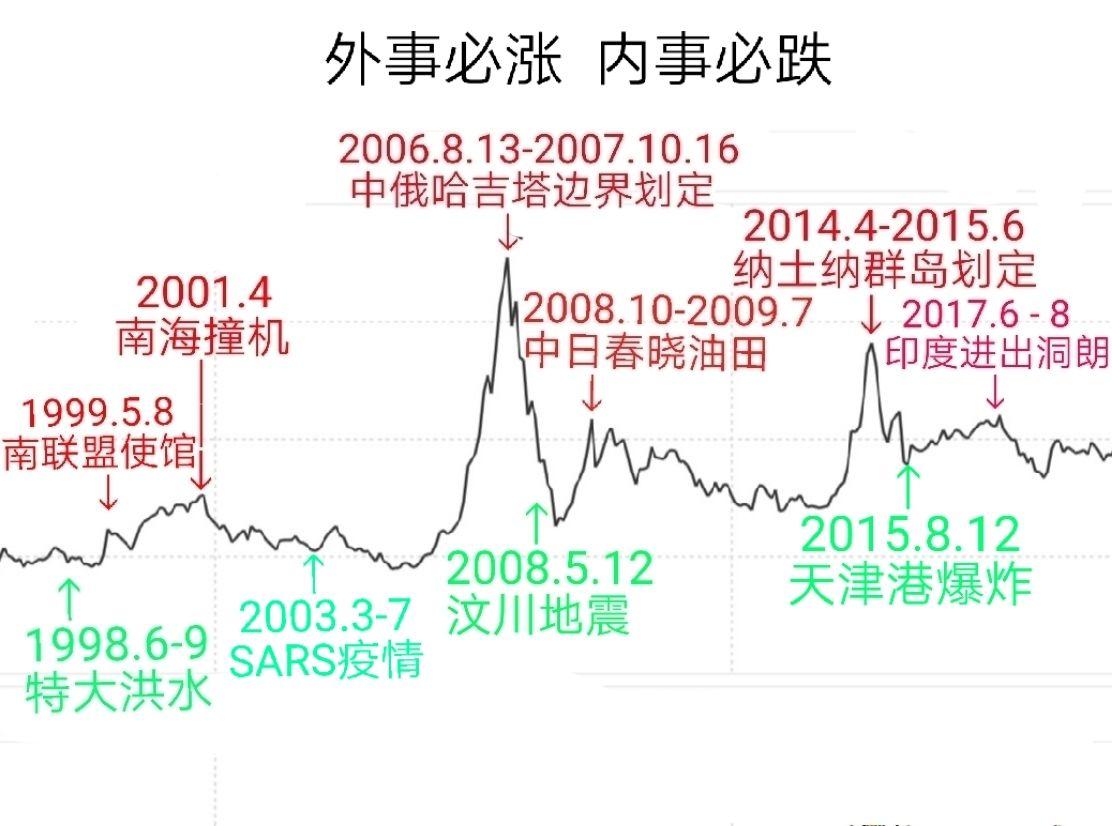 外事必涨 内事必跌
2006.8.13-2007.10.16
中俄哈吉塔边界划定
2014.4-2015.6
纳土纳群岛划定
2001.4
南海撞机
2008.10-2009.7
中日春晓油田
2017.6 - 8
印度进出洞朗
1999.5.8
南联盟使馆
2008.5.12
汶川地震
2015.8.12
天津港爆炸
2003.3-7
SARS疫情
1998.6-9
特大洪水